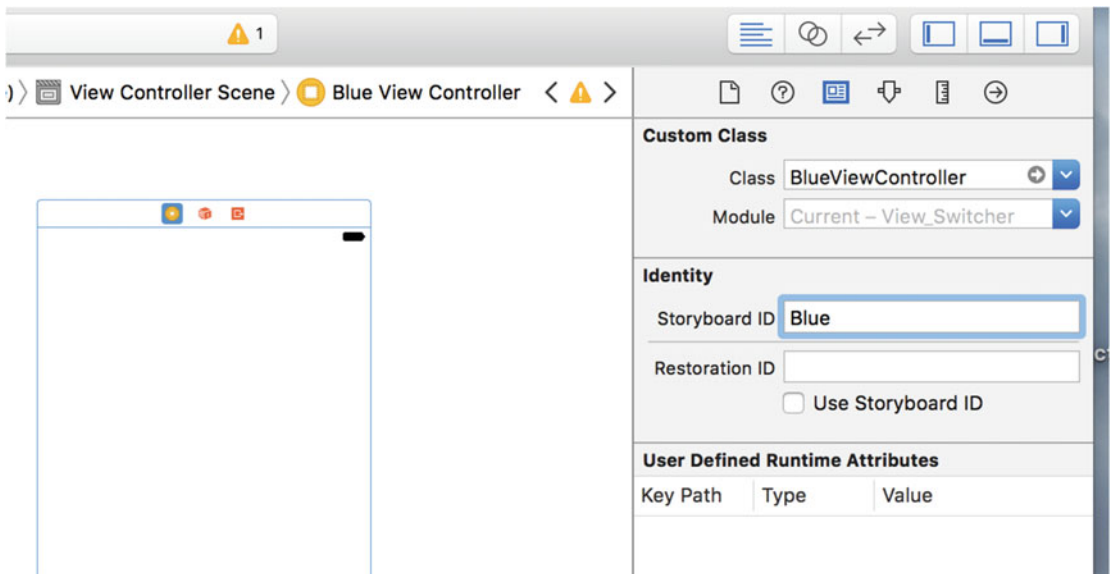 1
View Controller Scene 〉 Blue View Controller < >
Custom Class
Class BlueViewController
Module Current – View_Switcher
Identity
Storyboard ID Blue
Restoration ID
Use Storyboard ID
User Defined Runtime Attributes
Key Path Type Value